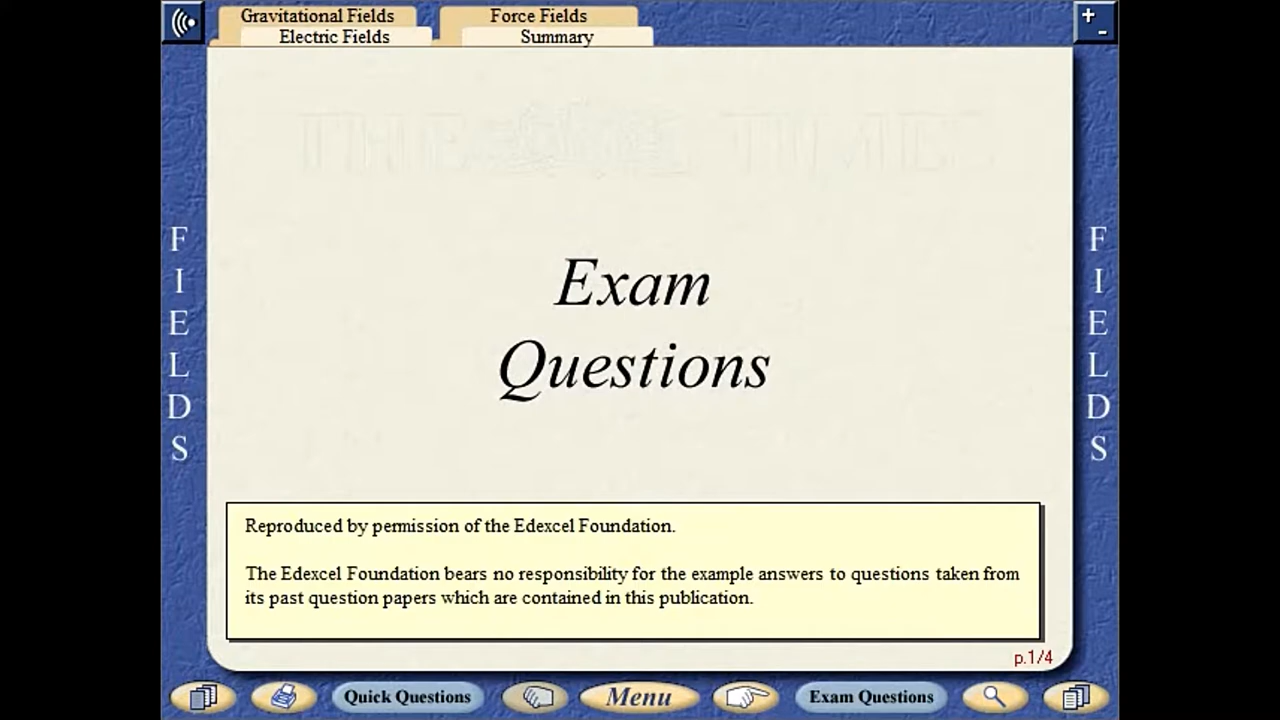 Gravitational Fields
Force Fields
Electric Fields
Summary
+
-
FIELDS
FIELDS
Exam
Questions
Reproduced by permission of the Edexcel Foundation.
The Edexcel Foundation bears no responsibility for the example answers to questions taken from
its past question papers which are contained in this publication.
p.1/4
Quick Questions
Menu
Exam Questions